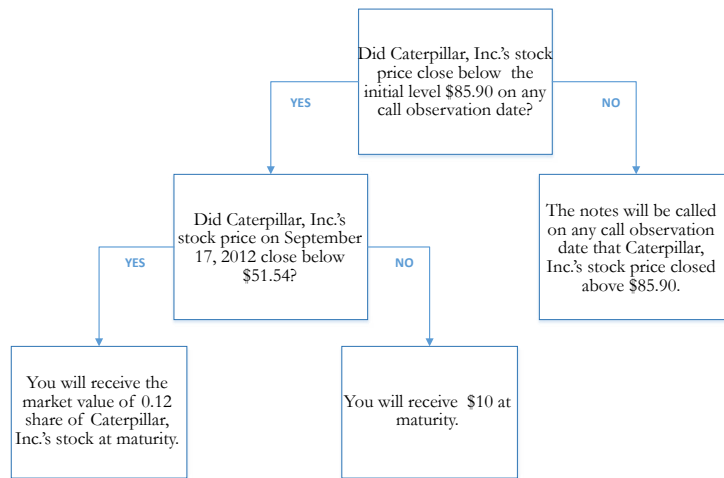 Did Caterpillar, Inc.'s stock
price close below the
initial level $85.90 on any
call observation date?
YES
NO
Did Caterpillar, Inc.'s
stock price on September
17, 2012 close below
$51.54?
The notes will be called
on any call observation
date that Caterpillar,
Inc.'s stock price closed
above $85.90.
YES
NO
You will receive the
market value of 0.12
share of Caterpillar,
Inc.'s stock at maturity.
You will receive $10 at
maturity.